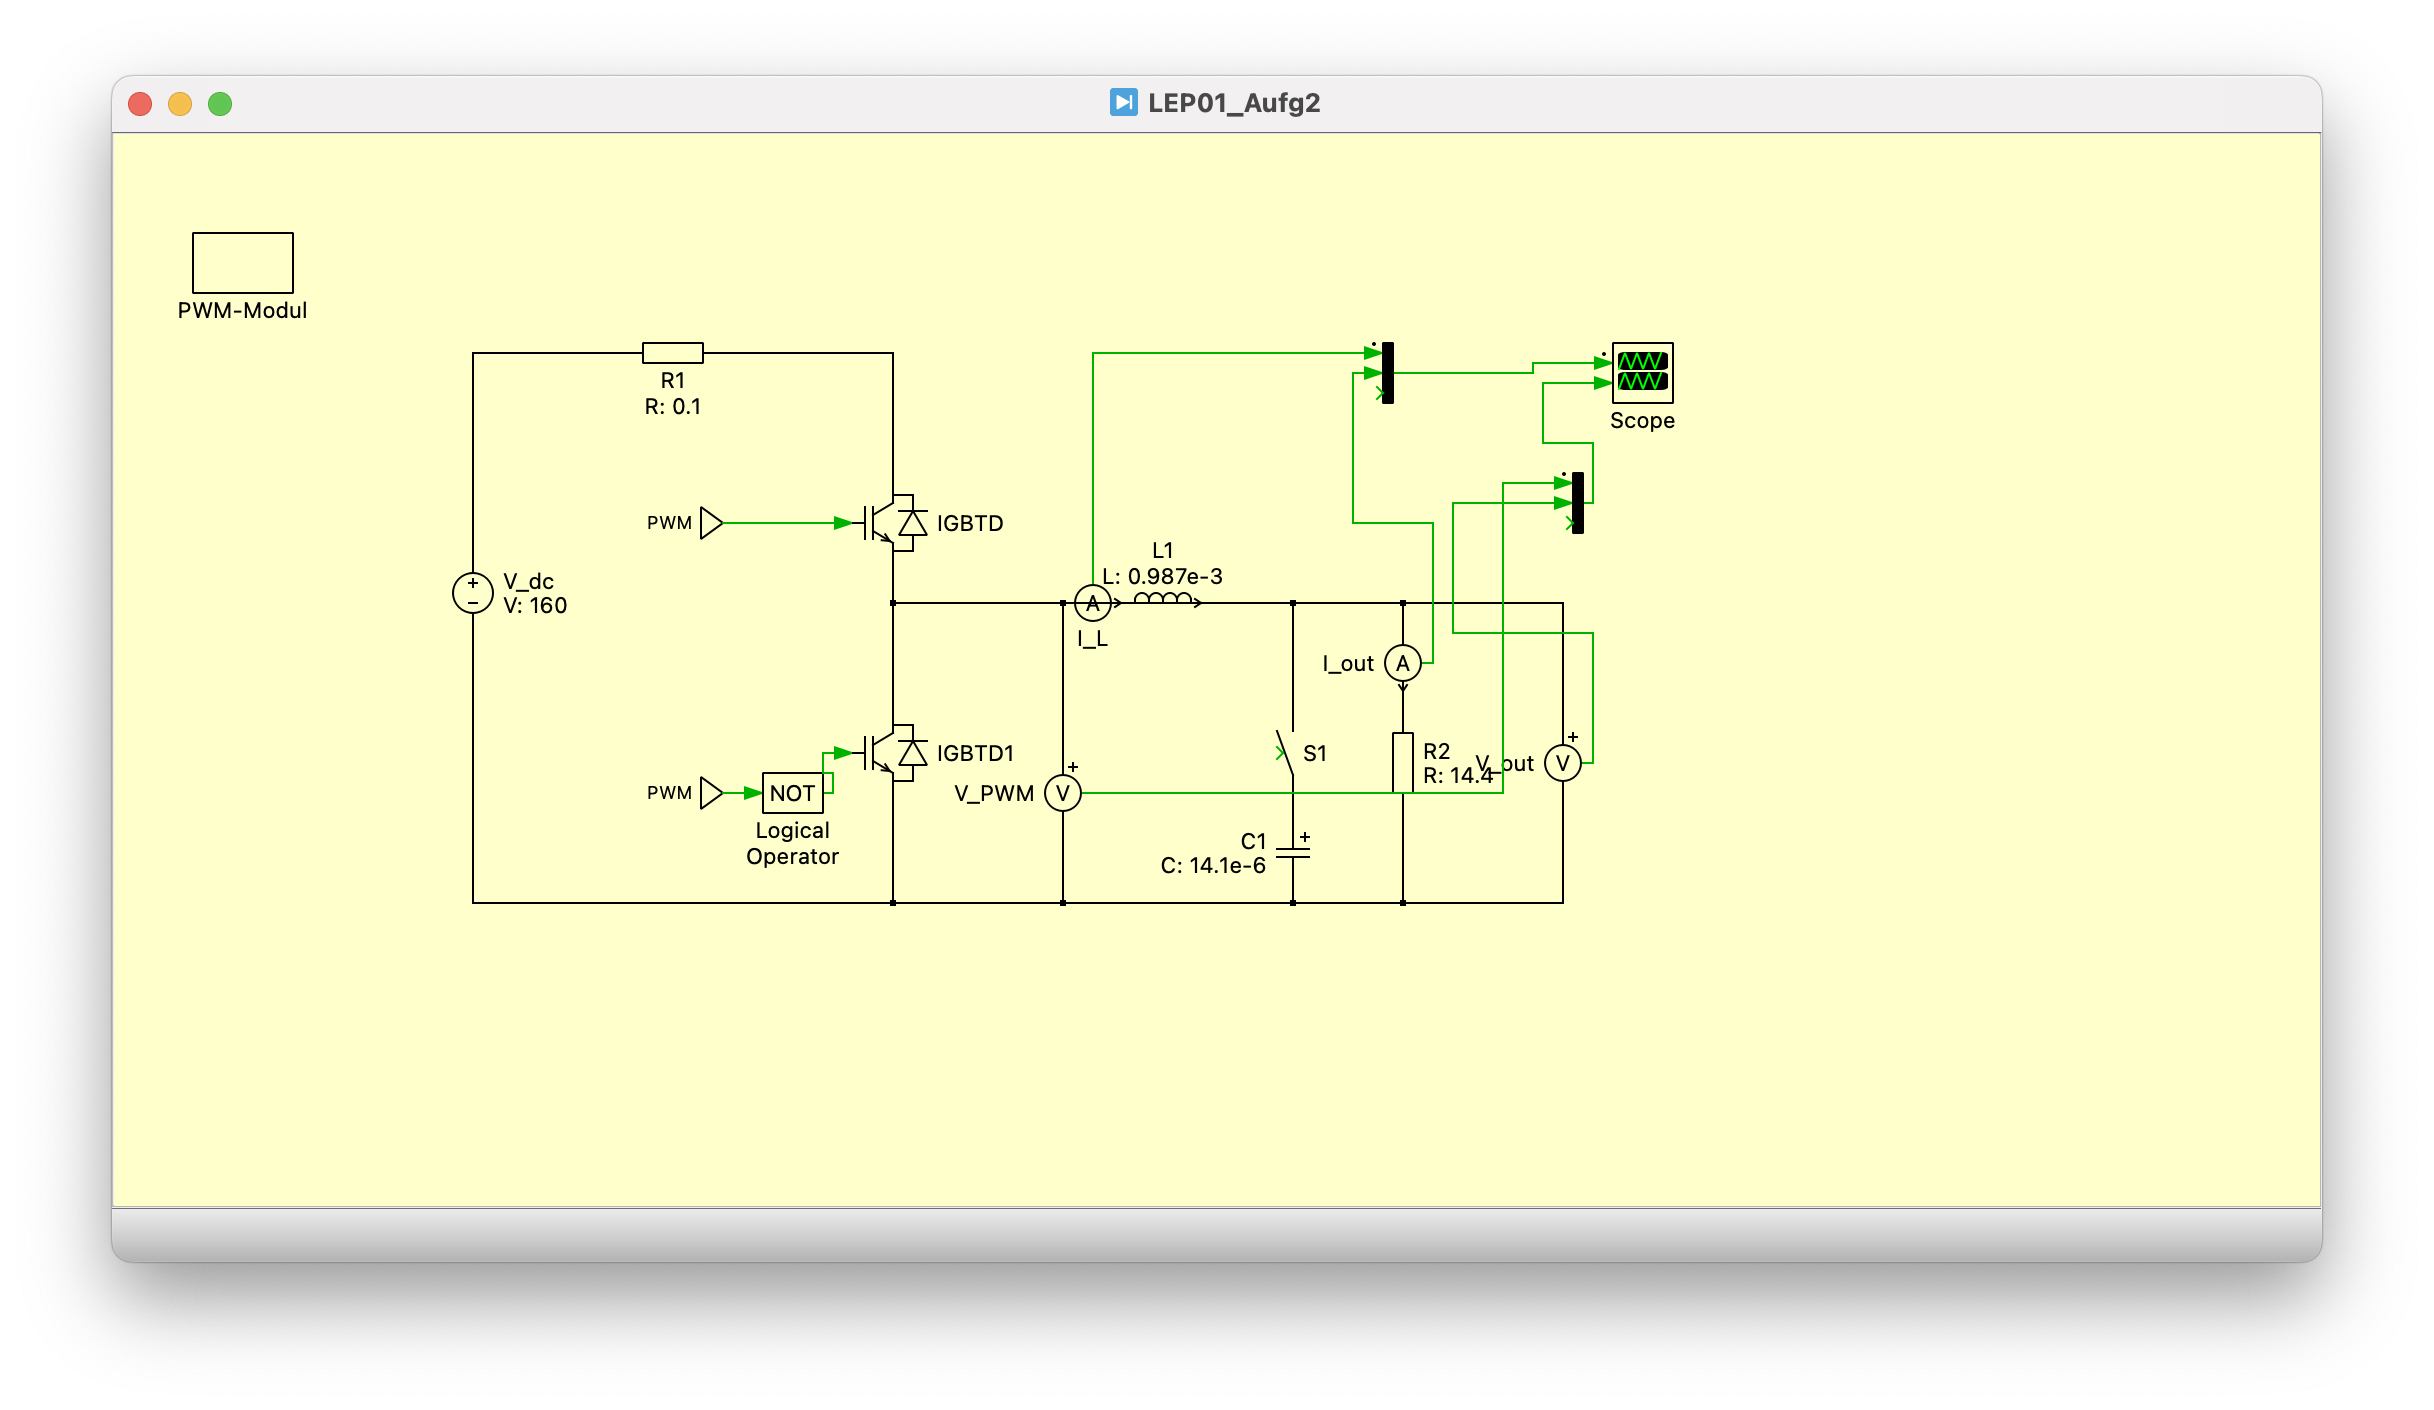 LEP01_Aufg2
PWM-Modul
R1
R: 0.1
PWM
IGBTD
V_dc
V: 160
L1
L: 0.987e-3
A
I_L
Scope
I_out
A
PWM
NOT
Logical
Operator
IGBTD1
V_PWM
V
S1
R2
R: 14.4
V_out
V
C1
C: 14.1e-6